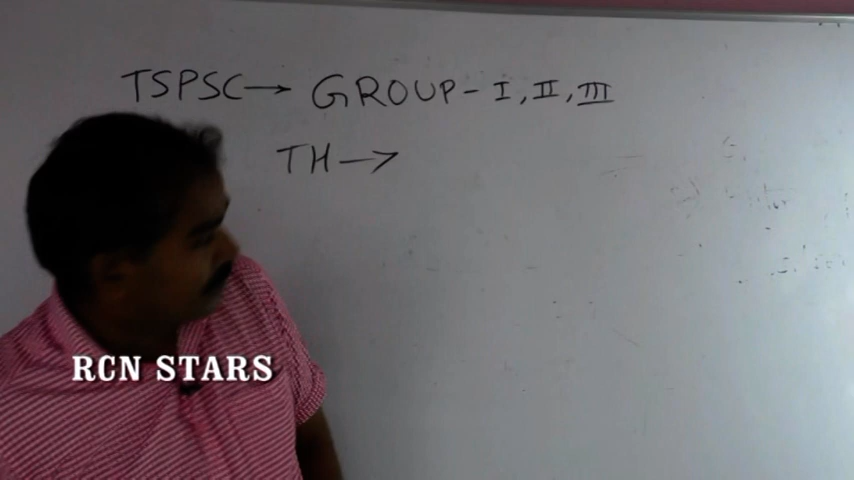 TSPSC → GROUP - I, II, III
TH →
RCN STARS